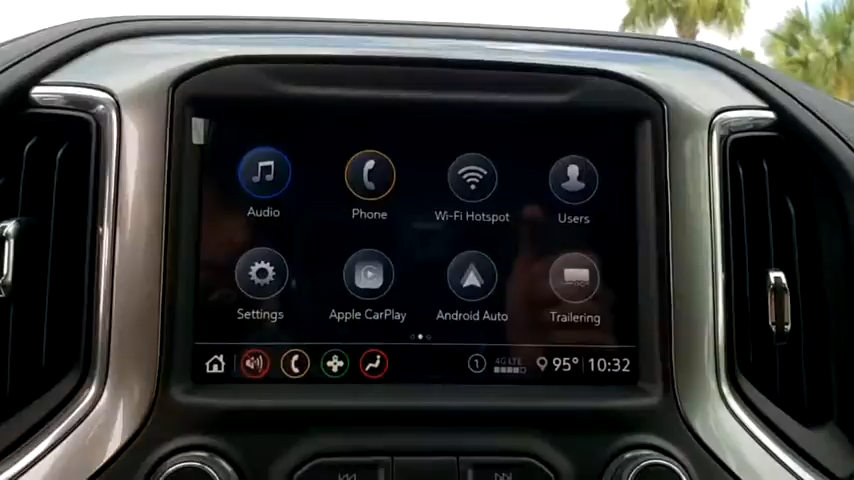 Audio Phone Wi-Fi Hotspot Users
Settings Apple CarPlay Android Auto Trailering
1 4G LTE 95° 10:32